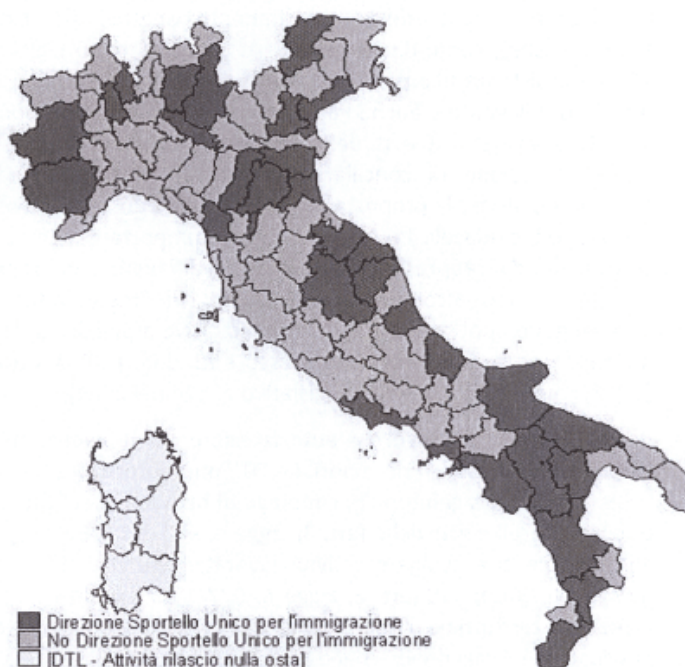 Direzione Sportello Unico per l'immigrazione
No Direzione Sportello Unico per l'immigrazione
[DTL - Attività rilascio nulla osta]